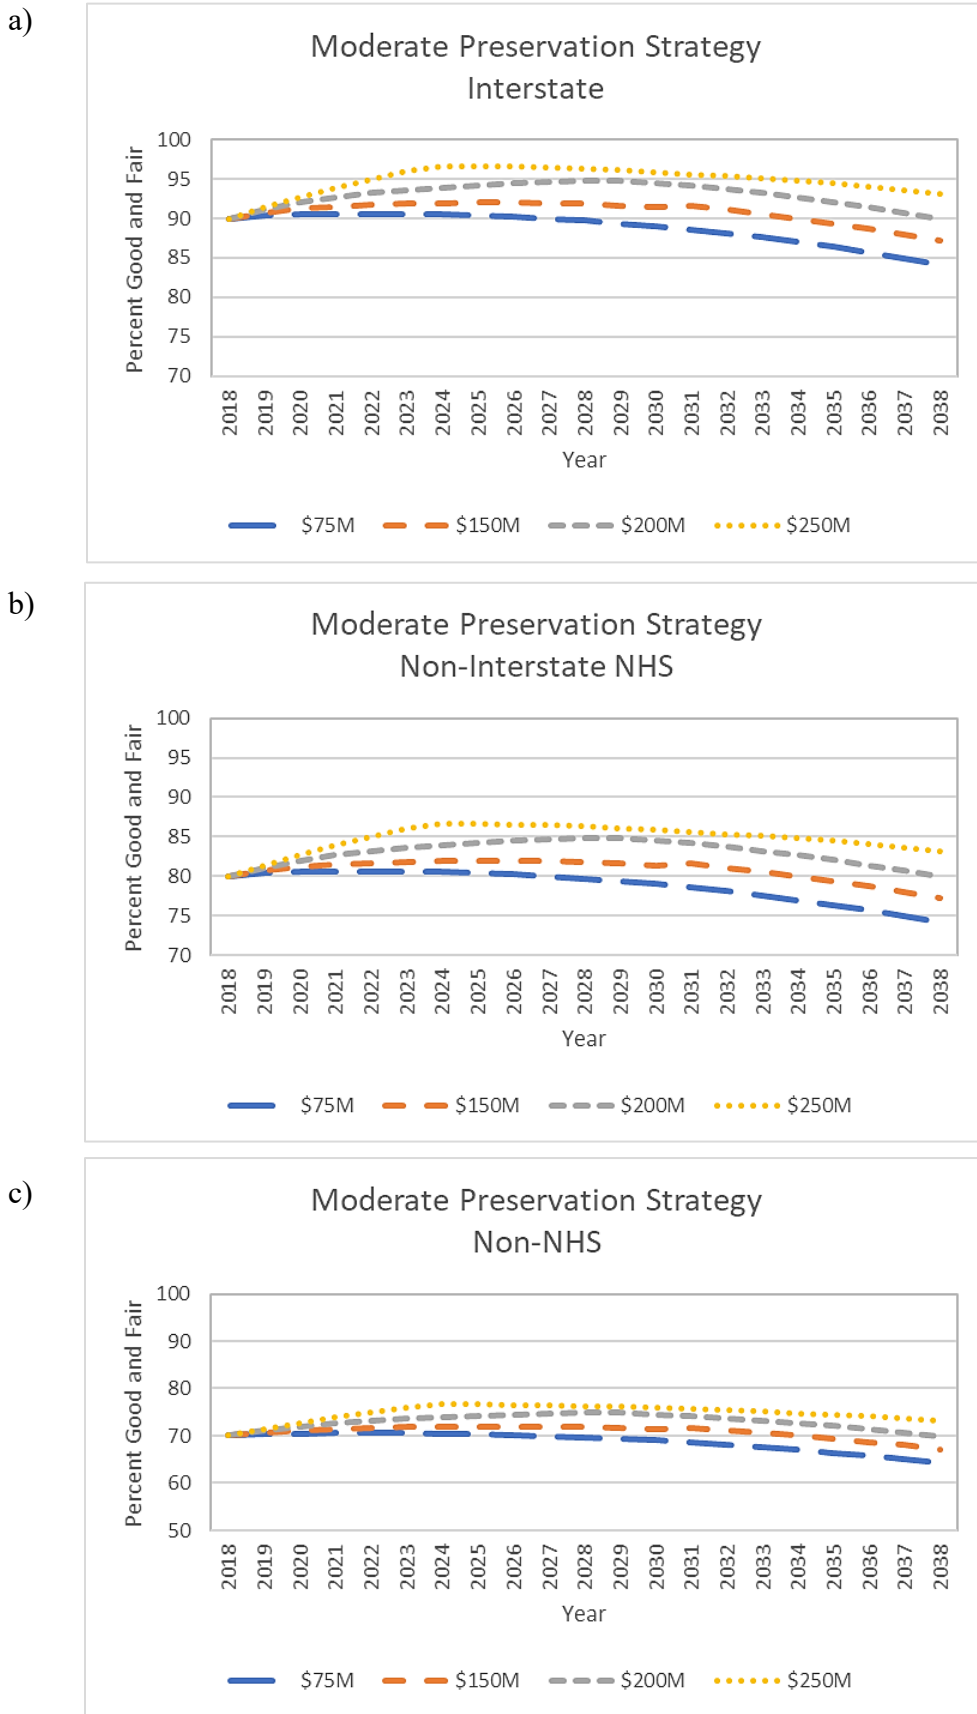 a)
Moderate Preservation Strategy
Interstate
Percent Good and Fair
100
95
90
85
80
75
70
2018 2019 2020 2021 2022 2023 2024 2025 2026 2027 2028 2029 2030 2031 2032 2033 2034 2035 2036 2037 2038
Year
$75M $150M $200M $250M
b)
Moderate Preservation Strategy
Non-Interstate NHS
Percent Good and Fair
100
95
90
85
80
75
70
2018 2019 2020 2021 2022 2023 2024 2025 2026 2027 2028 2029 2030 2031 2032 2033 2034 2035 2036 2037 2038
Year
$75M $150M $200M $250M
c)
Moderate Preservation Strategy
Non-NHS
Percent Good and Fair
100
90
80
70
60
50
2018 2019 2020 2021 2022 2023 2024 2025 2026 2027 2028 2029 2030 2031 2032 2033 2034 2035 2036 2037 2038
Year
$75M $150M $200M $250M